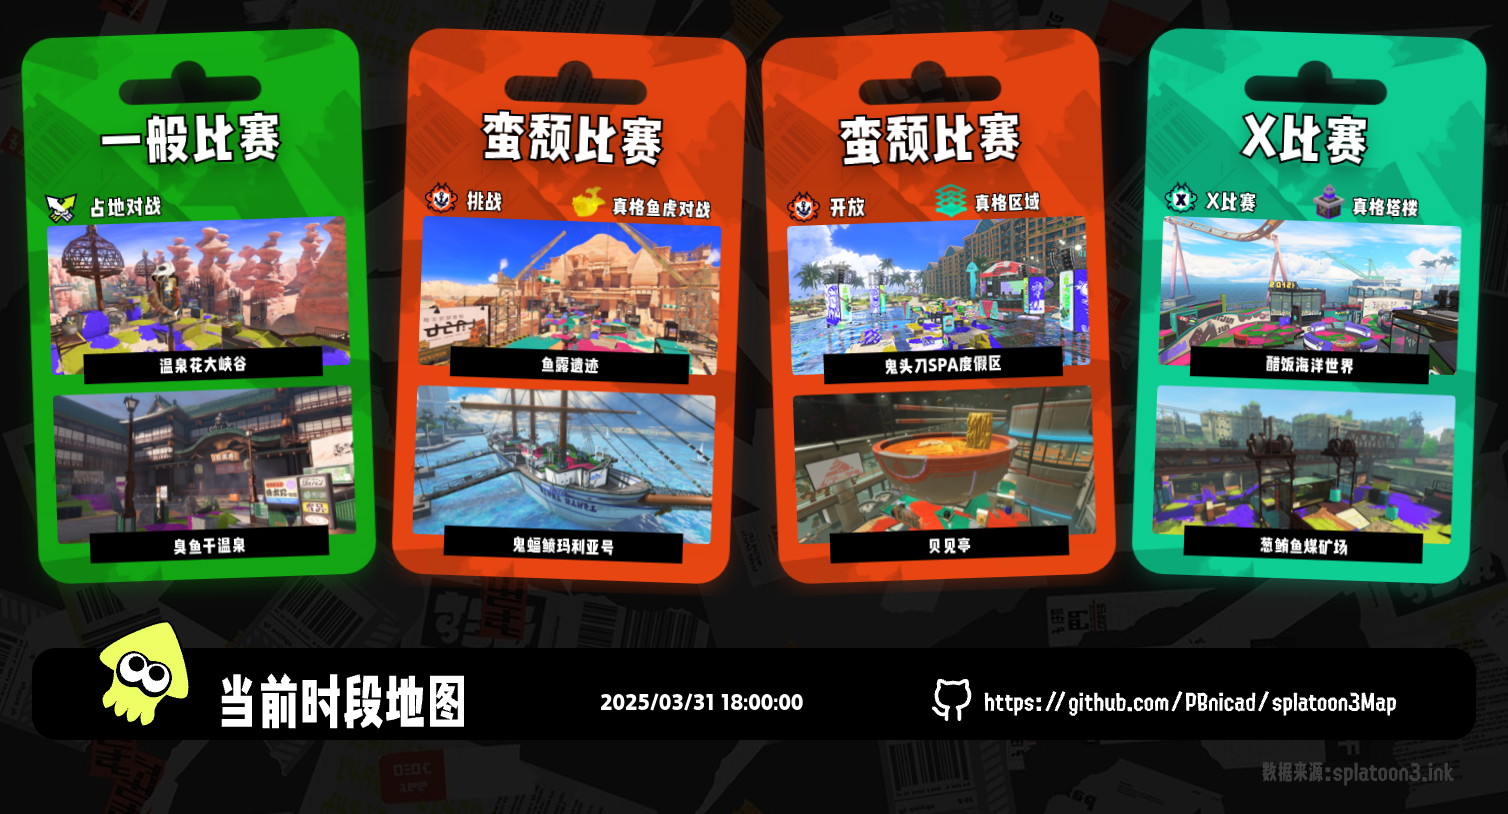 一般比赛
占地对战
温泉花大峡谷
臭鱼干温泉
蛮颓比赛
挑战
真格鱼虎对战
鱼露遗迹
鬼蝠鲼玛利亚号
蛮颓比赛
开放
真格区域
鬼头刀SPA度假区
贝见亭
X比赛
X比赛
真格塔楼
醋饭海洋世界
葱鲔鱼煤矿场
当前时段地图
2025/03/31 18:00:00
https://github.com/PBnicad/splatoon3Map
数据来源:splatoon3.ink